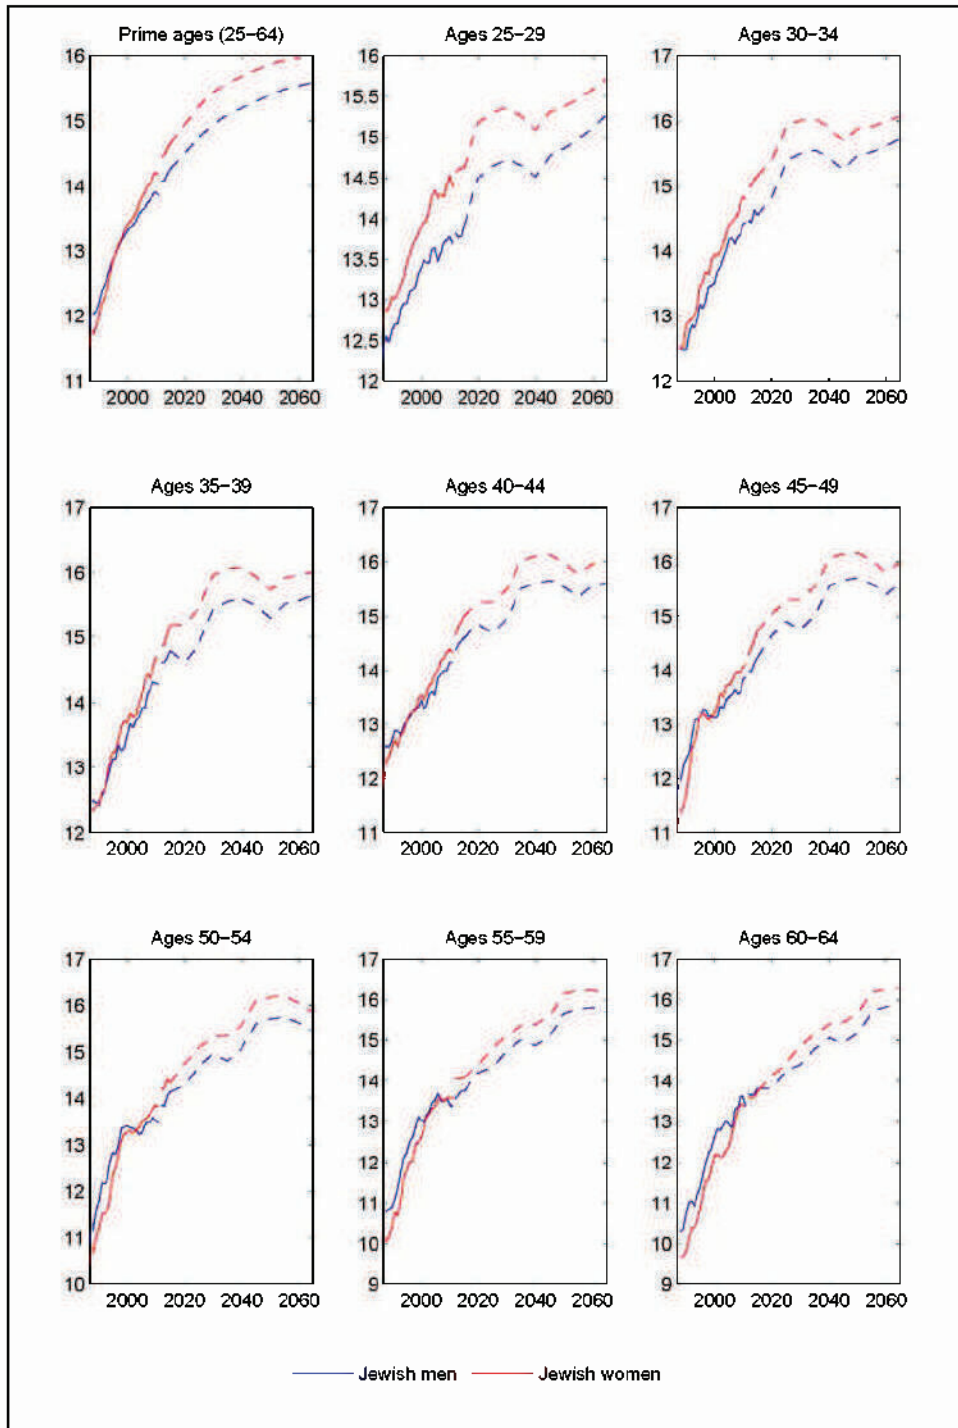 Prime ages (25–64) Ages 25–29 Ages 30–34
16 16 17
15.5
15 16
15
14 14.5 15
14
13 13.5 14
13
12 13
12.5
11 12 12
2000 2020 2040 2060 2000 2020 2040 2060 2000 2020 2040 2060
Ages 35–39 Ages 40–44 Ages 45–49
17 17 17
16 16
16
15 15
15
14 14
14
13 13
13
12 12
12 11 11
2000 2020 2040 2060 2000 2020 2040 2060 2000 2020 2040 2060
Ages 50–54 Ages 55–59 Ages 60–64
17 17 17
16 16 16
15 15 15
14 14 14
13 13 13
12 12 12
11 11 11
10 10
10 9 9
2000 2020 2040 2060 2000 2020 2040 2060 2000 2020 2040 2060
Jewish men Jewish women